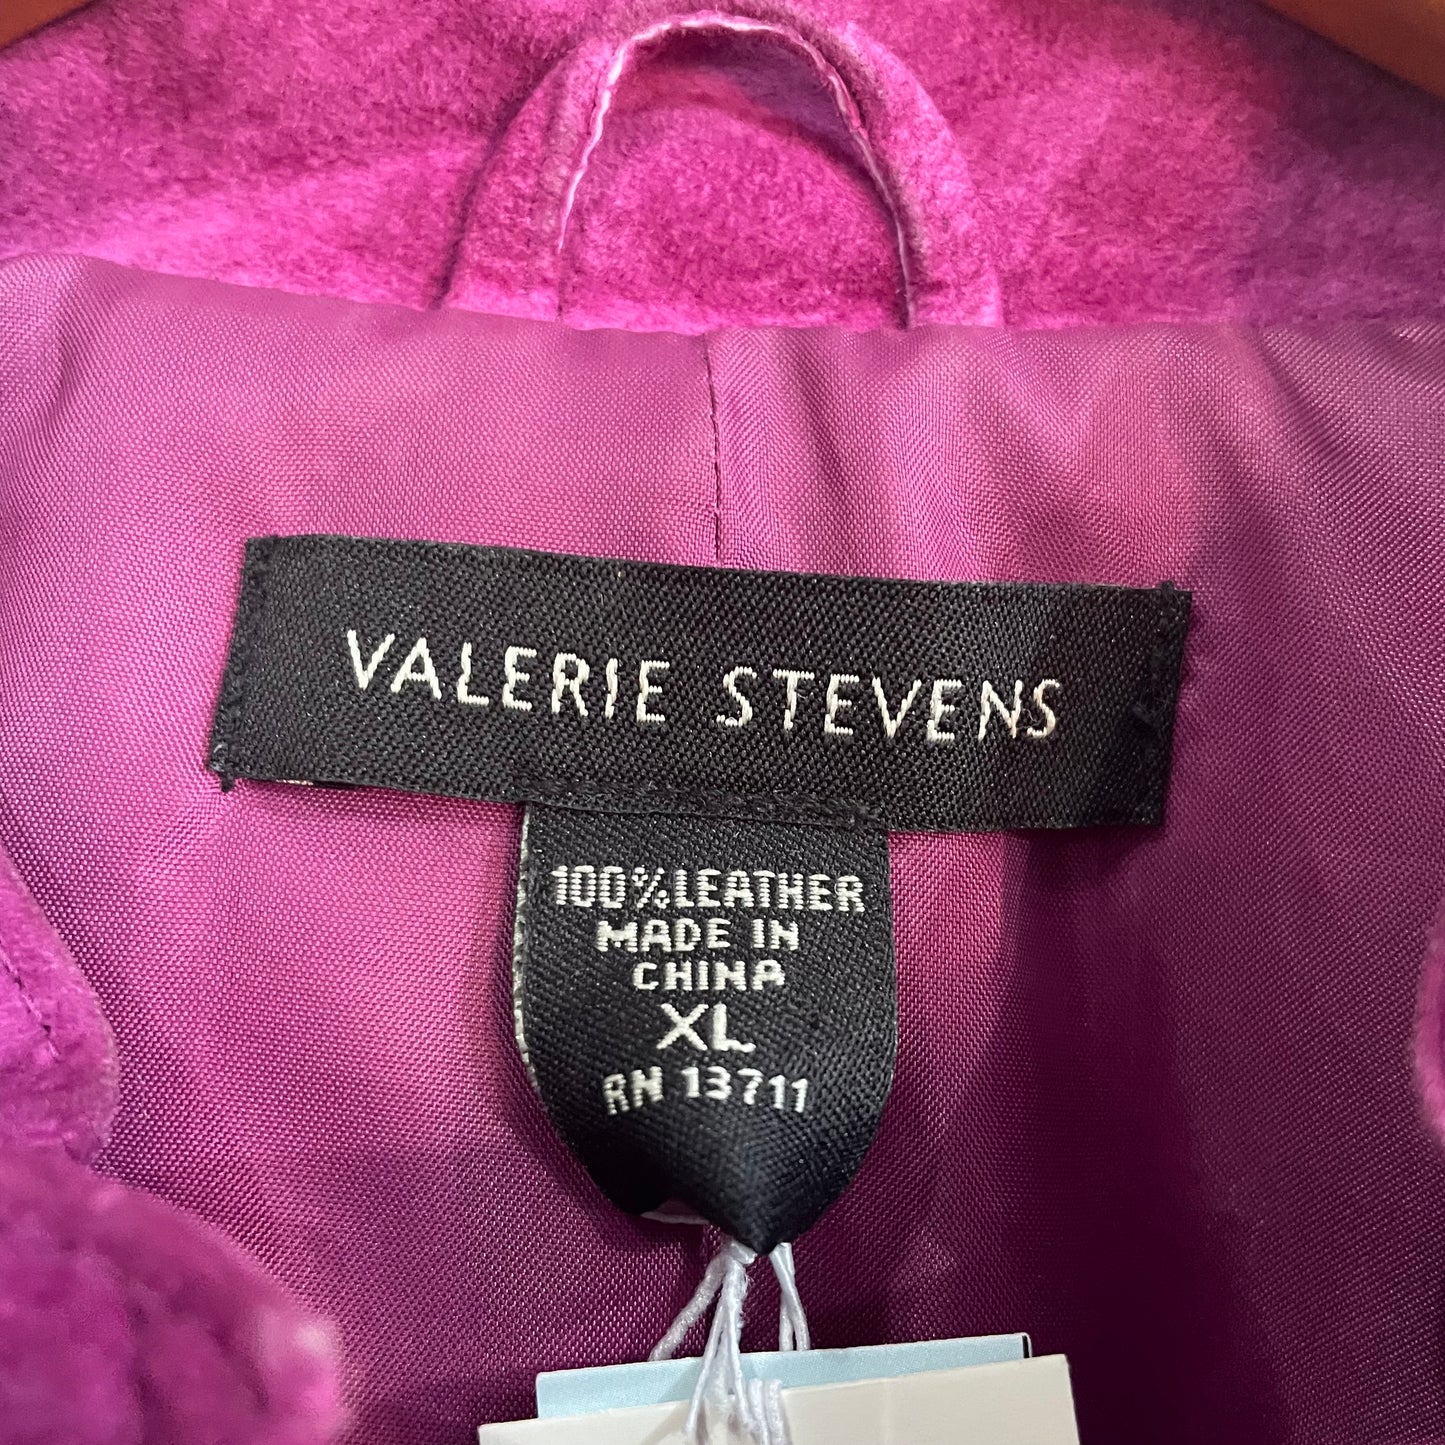 VALERIE STEVENS
100% LEATHER
MADE IN
CHINA
XL
RN 13711